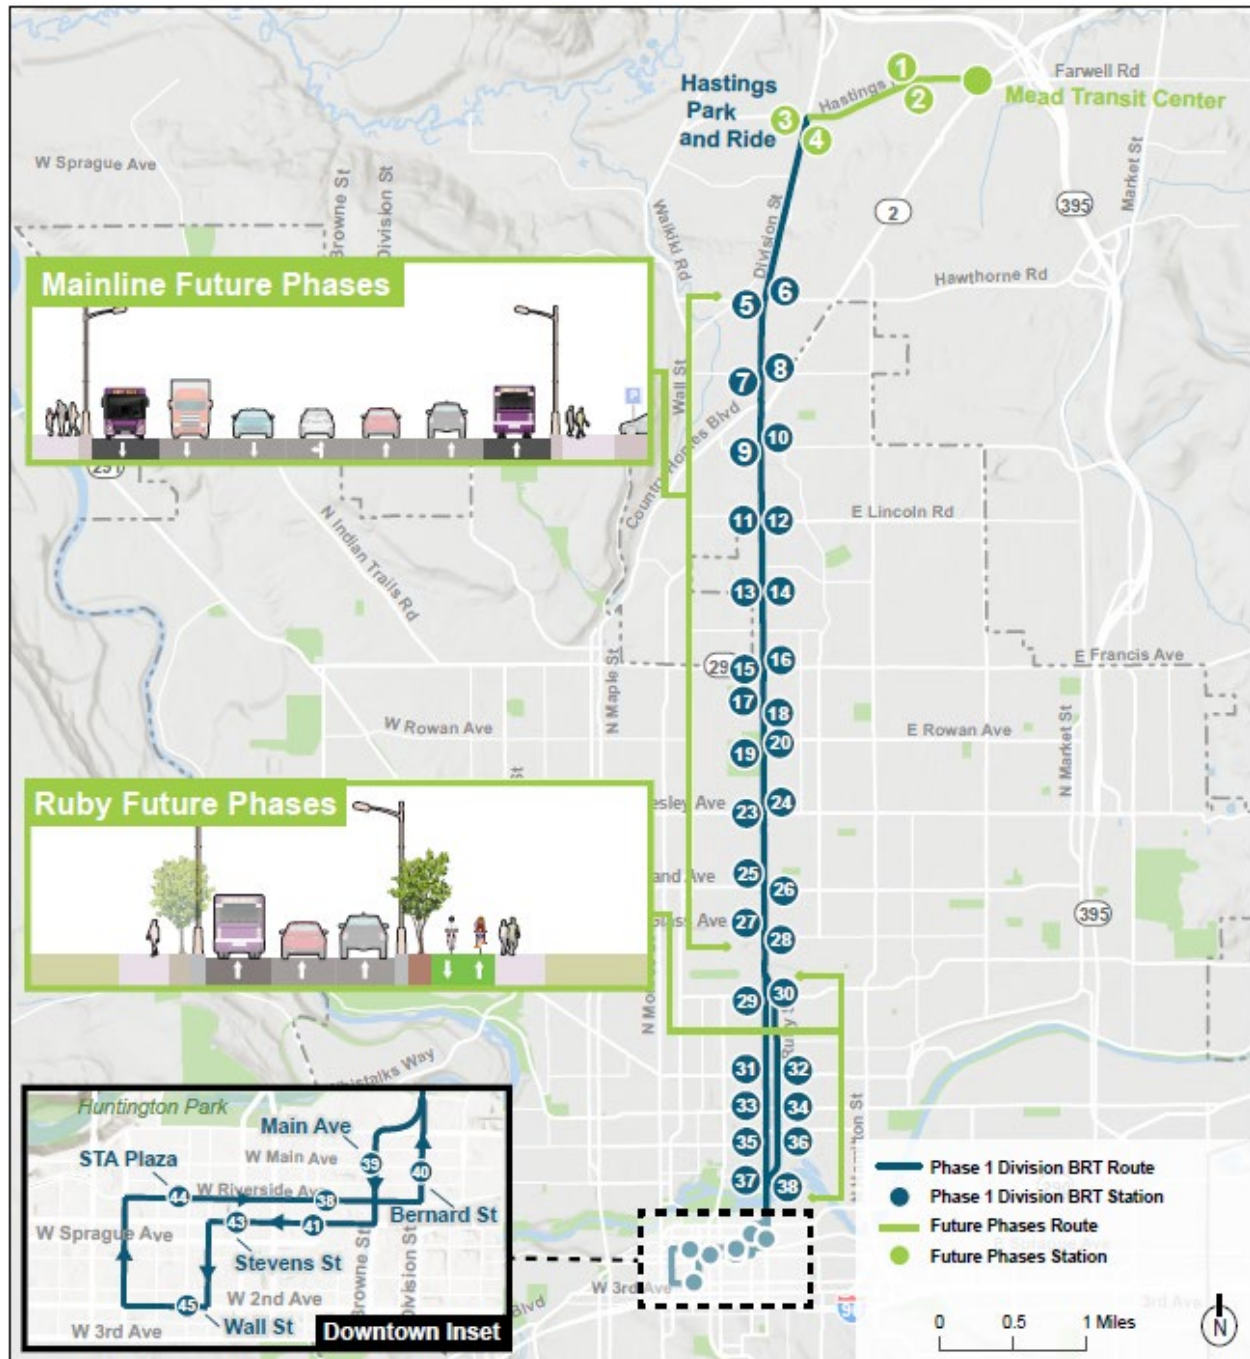 Hastings
Park
and Ride
3
4
Hastings
1
2
Farwell Rd
Mead Transit Center
W Sprague Ave
Browne St
Division St
Waikiki Rd
Division St
2
395
Market St
Hawthorne Rd
Mainline Future Phases
P
5
6
Wall St
7
8
Country Homes Blvd
9
10
11
12
E Lincoln Rd
N Indian Trails Rd
13
14
N Maple St
29
15
16
E Francis Ave
17
18
W Rowan Ave
19
20
E Rowan Ave
N Market St
Ruby Future Phases
esley Ave
23
24
25
and Ave
26
27
Ave
28
395
29
30
31
32
33
34
35
36
37
38
Huntington Park
Main Ave
W Main Ave
39
40
STA Plaza
44
W Riverside Ave
38
Bernard St
W Sprague Ave
43
41
Stevens St
Browne St
Division St
45
W 2nd Ave
Wall St
W 3rd Ave
Downtown Inset
W 3rd Ave
Blvd
Phase 1 Division BRT Route
Phase 1 Division BRT Station
Future Phases Route
Future Phases Station
3rd Ave
0 0.5 1 Miles
N